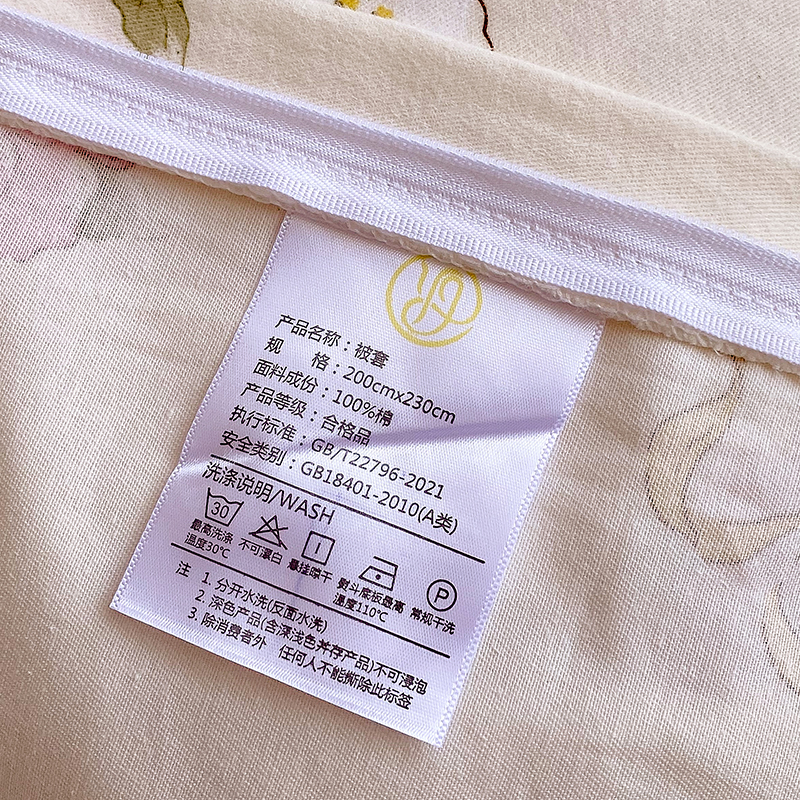 产品名称：被套
规 格：200cmx230cm
面料成份：100%棉
产品等级：合格品
执行标准：GB/T22796-2021
安全类别：GB18401-2010(A类)
洗涤说明/WASH
30
最高洗涤温度30℃
不可漂白
悬挂晾干
熨斗底板最高温度110℃
P
常规干洗
注 1. 分开水洗(反面水洗)
2. 深色产品(含深浅色并存产品)不可浸泡
3. 除消费者外 任何人不能撕除此标签